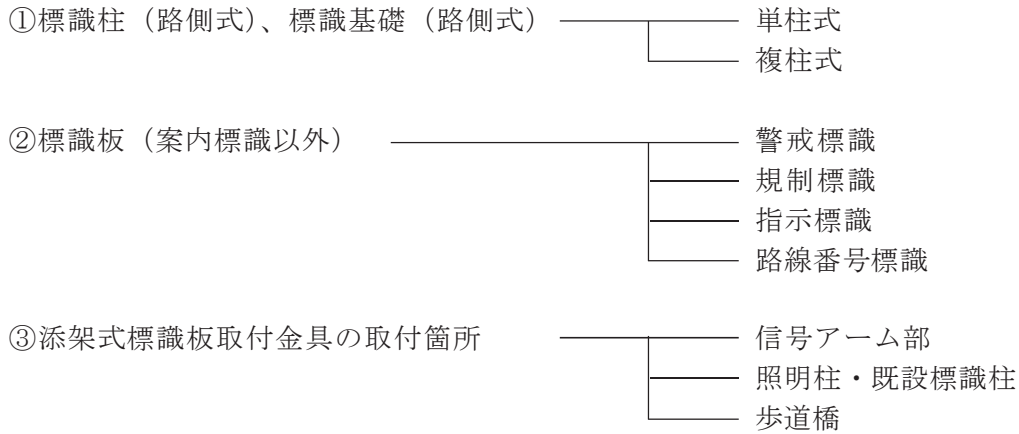 ①標識柱（路側式）、標識基礎（路側式） 単柱式
複柱式
②標識板（案内標識以外） 警戒標識
規制標識
指示標識
路線番号標識
③添架式標識板取付金具の取付箇所 信号アーム部
照明柱・既設標識柱
歩道橋